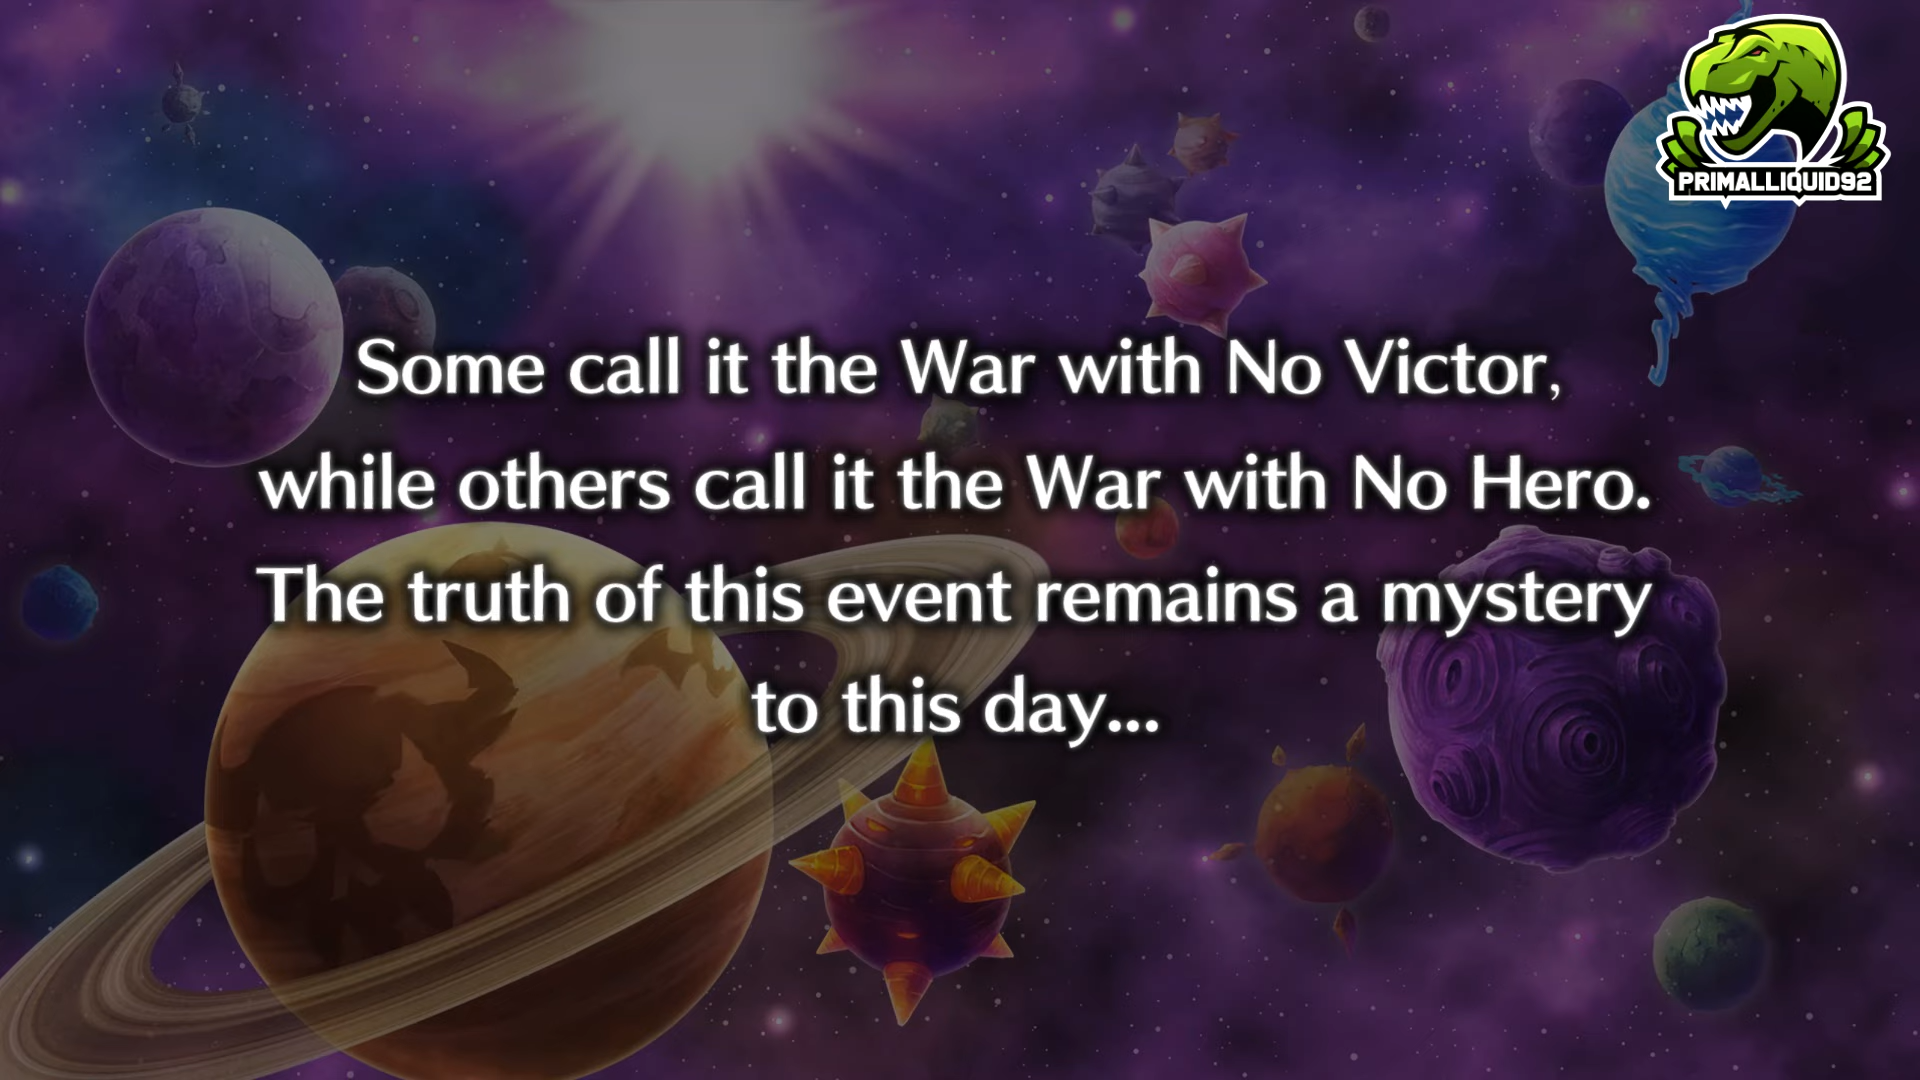 PRIMALLIQUID92
Some call it the War with No Victor,
while others call it the War with No Hero.
The truth of this event remains a mystery
to this day...